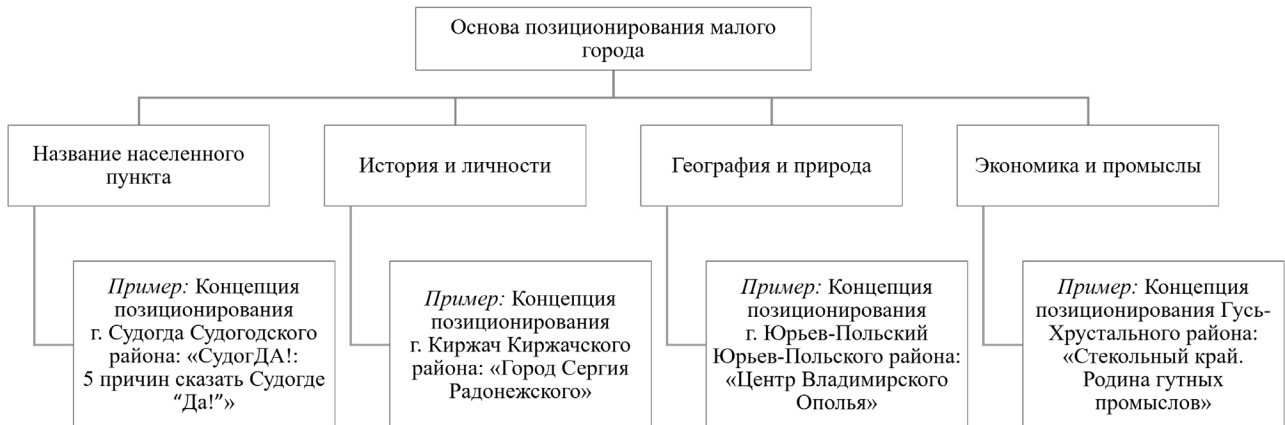 Основа позиционирования малого
города
Название населенного
пункта
История и личности
География и природа
Экономика и промыслы
Пример: Концепция
позиционирования
г. Судогда Судогодского
района: «СудогДА!:
5 причин сказать Судогде
“Да!”»
Пример: Концепция
позиционирования
г. Киржач Киржачского
района: «Город Сергия
Радонежского»
Пример: Концепция
позиционирования
г. Юрьев-Польский
Юрьев-Польского района:
«Центр Владимирского
Ополья»
Пример: Концепция
позиционирования Гусь-
Хрустального района:
«Стекольный край.
Родина гутных
промыслов»